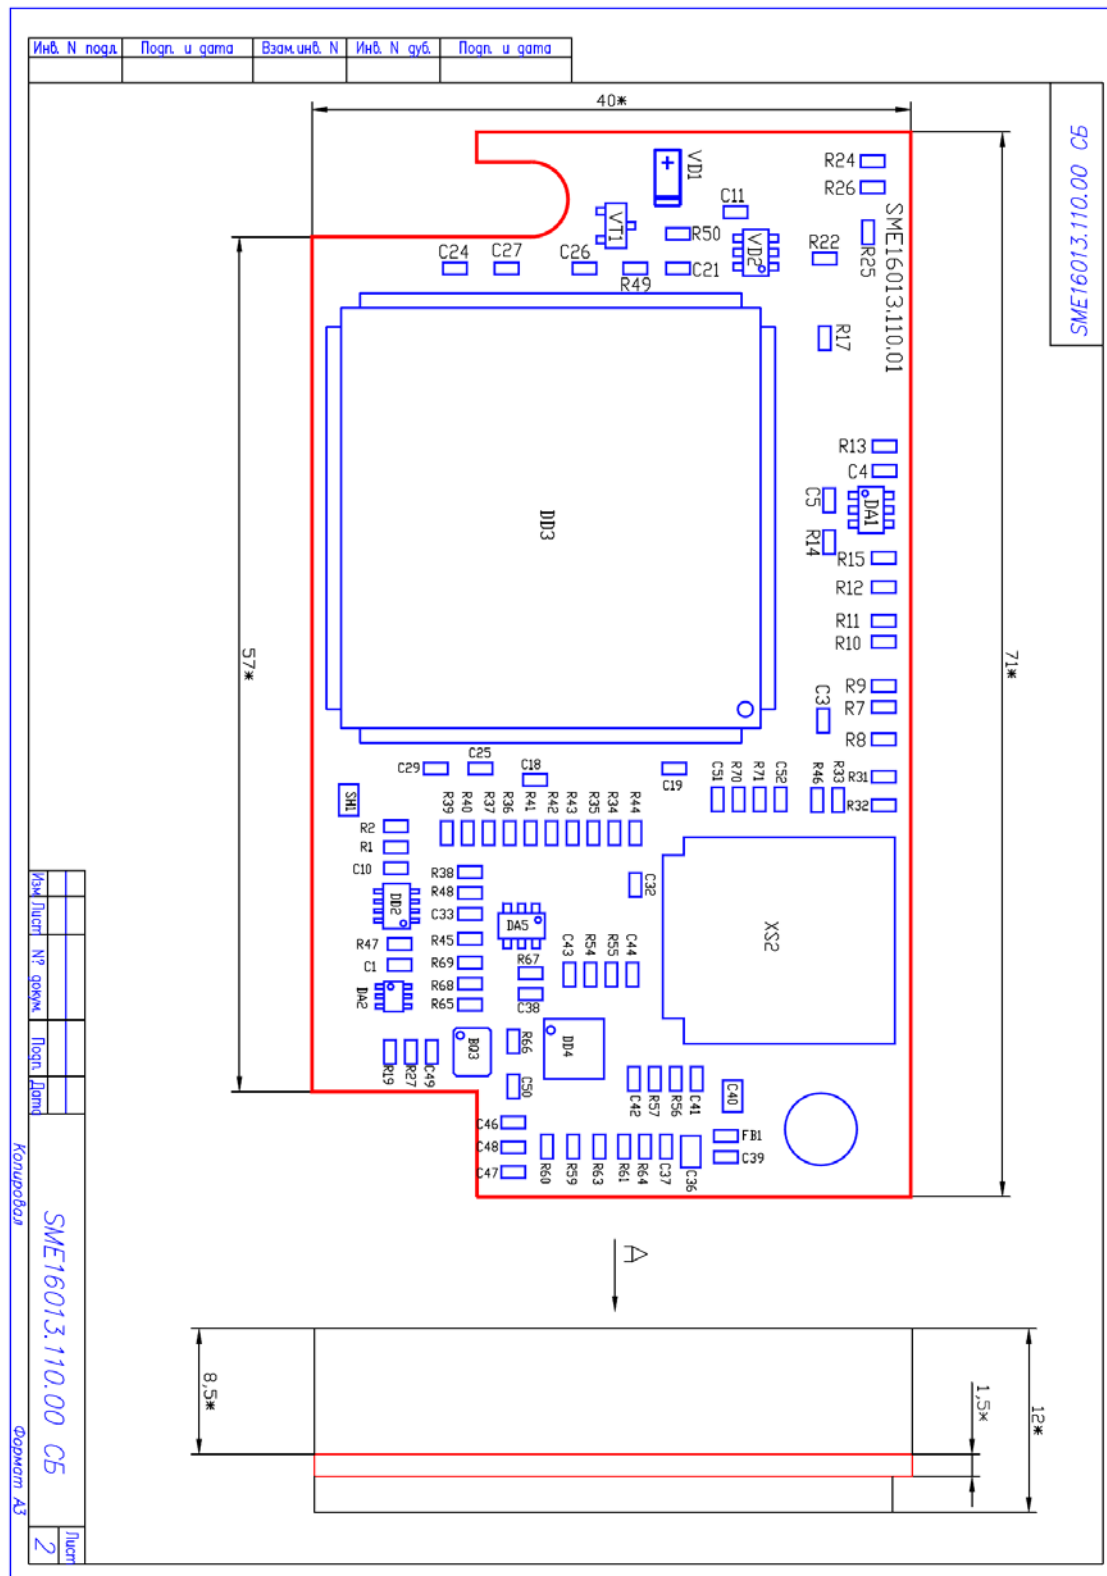 Инв. N подл.
Подп. и дата
Взам.инв. N
Инв. N дуб.
Подп. и дата
SME16013.110.00 СБ
40*
71*
57*
SME16013.110.01
R24
R26
R25
R22
R17
VD1
C11
VT1
R50
VD2
C24
C27
C26
R49
C21
DD3
R13
C4
C5
DA1
R14
R15
R12
R11
R10
R9
R7
C3
R8
R31
R33
R46
R32
C29
C25
C18
C19
C51
R70
R71
C52
SM1
R39
R40
R37
R36
R41
R42
R43
R35
R34
R44
R2
R1
C10
R38
R48
C33
C32
DD2
DA5
XS2
R47
R45
C1
R69
R67
C43
R54
R55
C44
DA2
R68
R65
C38
BQ3
R66
DD4
R19
R27
C49
C50
C42
R57
R56
C41
C40
C46
C48
C47
R60
R59
R63
R61
R64
C37
C36
FB1
C39
А
8,5*
1,5*
12*
Изм
Лист
N? докум.
Подп.
Дата
SME16013.110.00 СБ
Лист
2
Копировал
Формат А3